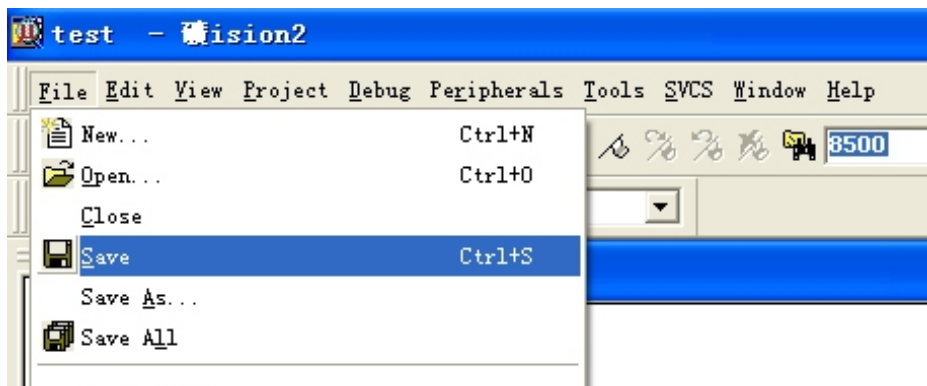 test -
File Edit View Project Debug Peripherals Tools SVCS Window Help
New... Ctrl+N
8500
Open... Ctrl+O
Close
Save Ctrl+S
Save As...
Save All